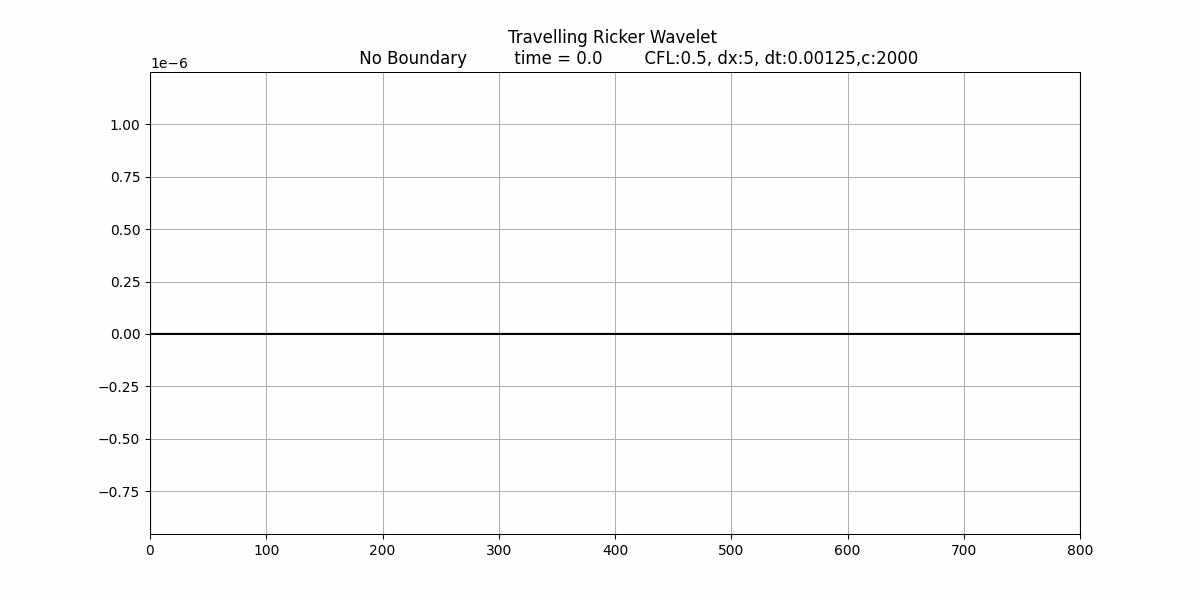 Travelling Ricker Wavelet
No Boundary time = 0.0 CFL:0.5, dx:5, dt:0.00125,c:2000
1e−6
1.00
0.75
0.50
0.25
0.00
−0.25
−0.50
−0.75
0 100 200 300 400 500 600 700 800